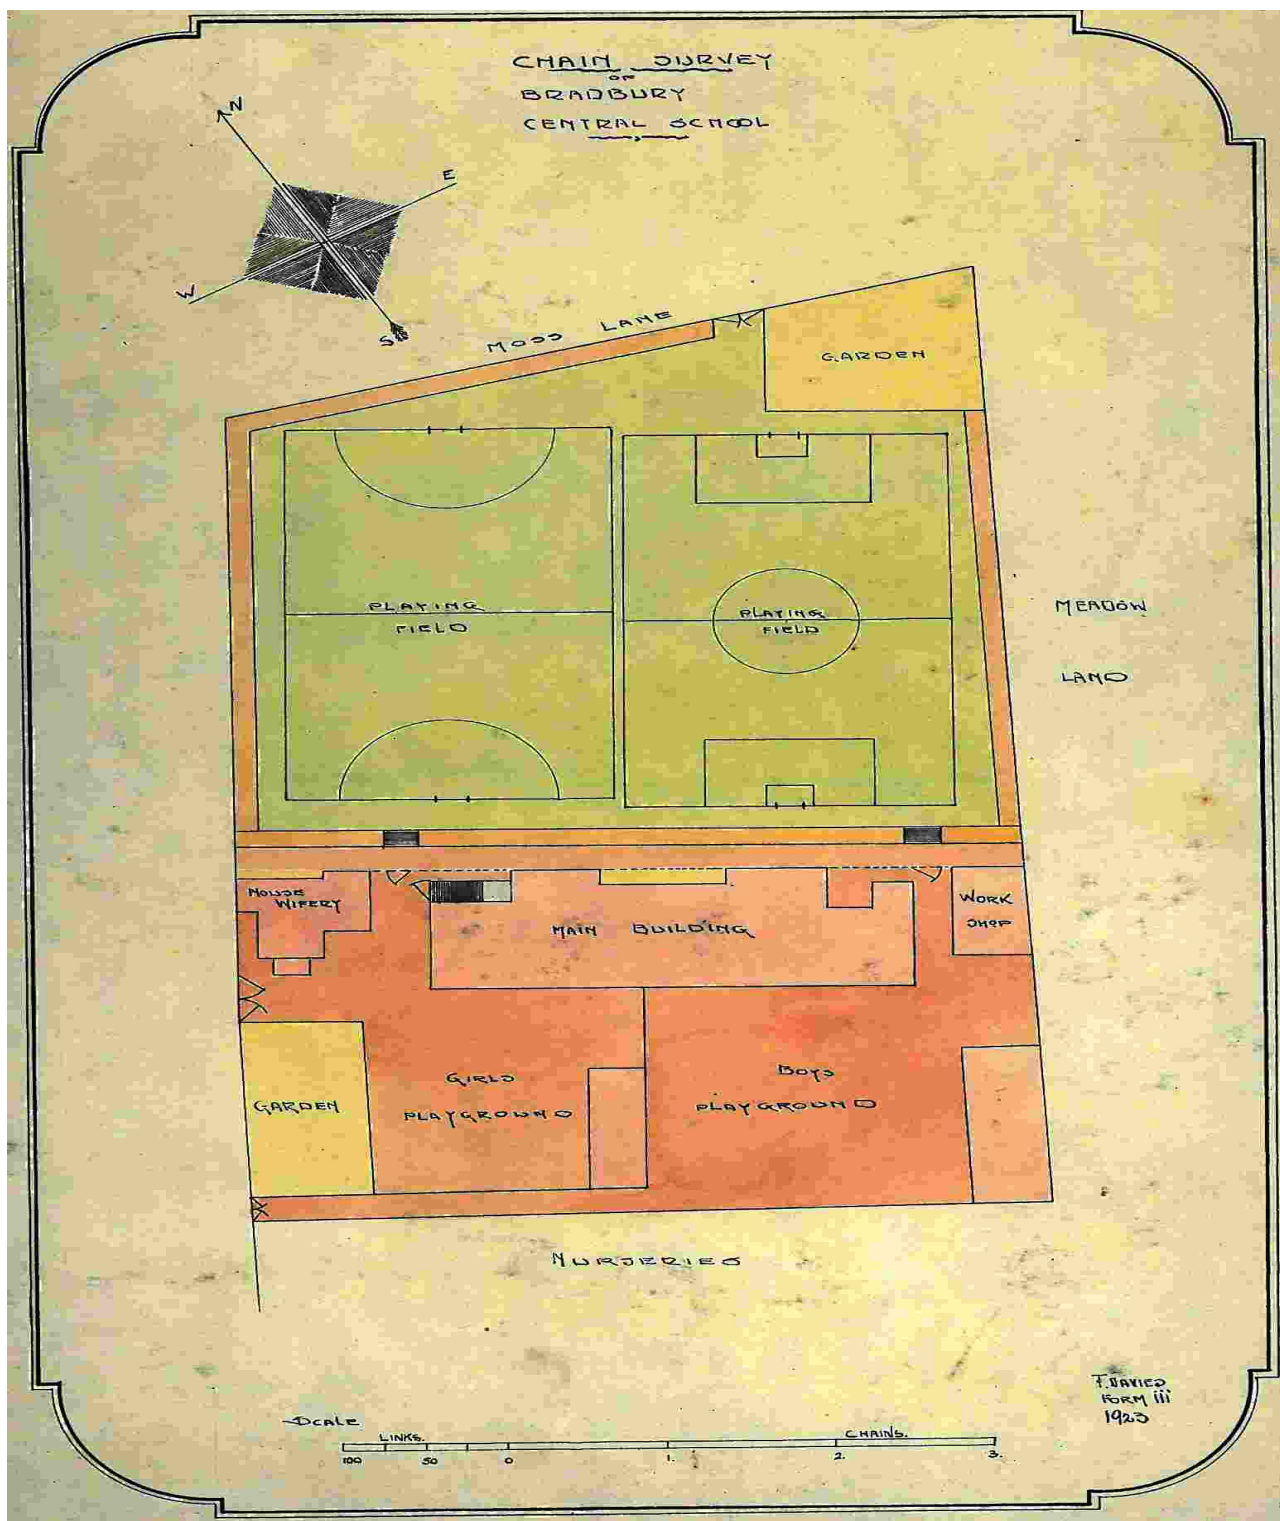 CHAIN SURVEY
OF
BRADBURY
CENTRAL SCHOOL
N
E
W
S
MOSS LANE
GARDEN
PLAYING
FIELD
PLAYING
FIELD
MEADOW
LAND
HOUSE
WIFERY
MAIN BUILDING
WORK
SHOP
GARDEN
GIRLS
PLAYGROUND
BOYS
PLAYGROUND
NURSERIES
F. DAVIES
FORM iii
1923
SCALE
LINKS.
CHAINS.
100 50 0 1. 2. 3.